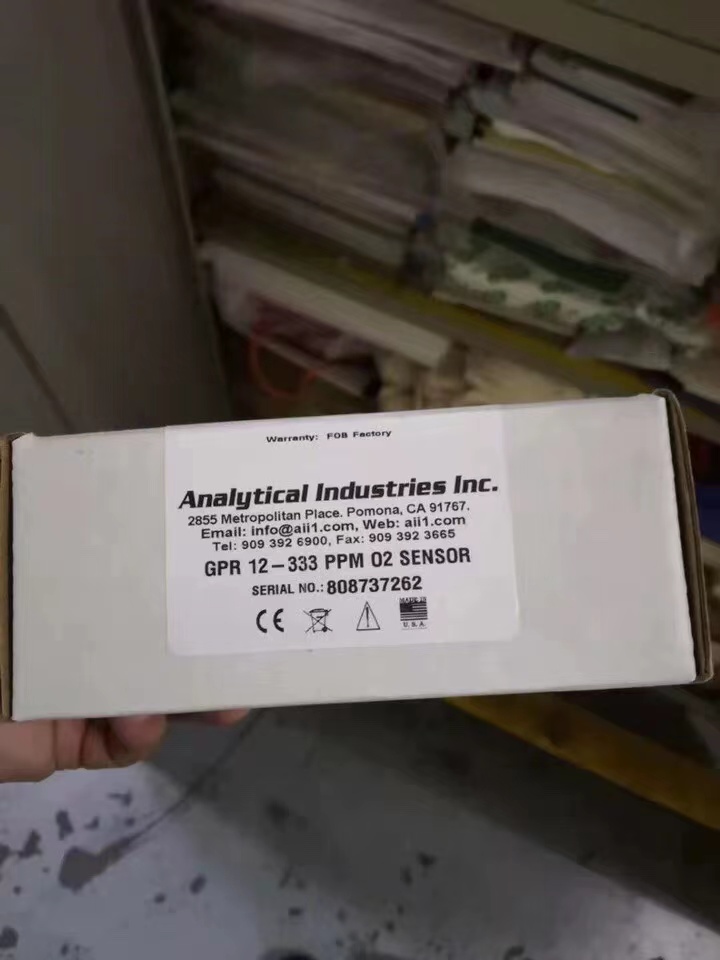 Warranty: FOB Factory
Analytical Industries Inc.
2855 Metropolitan Place. Pomona, CA 91767.
Email: info@aii1.com, Web: aii1.com
Tel: 909 392 6900, Fax: 909 392 3665
GPR 12-333 PPM O2 SENSOR
SERIAL NO.: 808737262
CE
MADE IN
U.S.A.